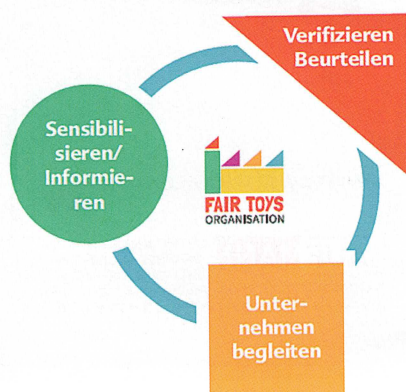 Verifizieren
Beurteilen
Sensibili-
sieren/
Informie-
ren
FAIR TOYS
ORGANISATION
Unter-
nehmen
begleiten